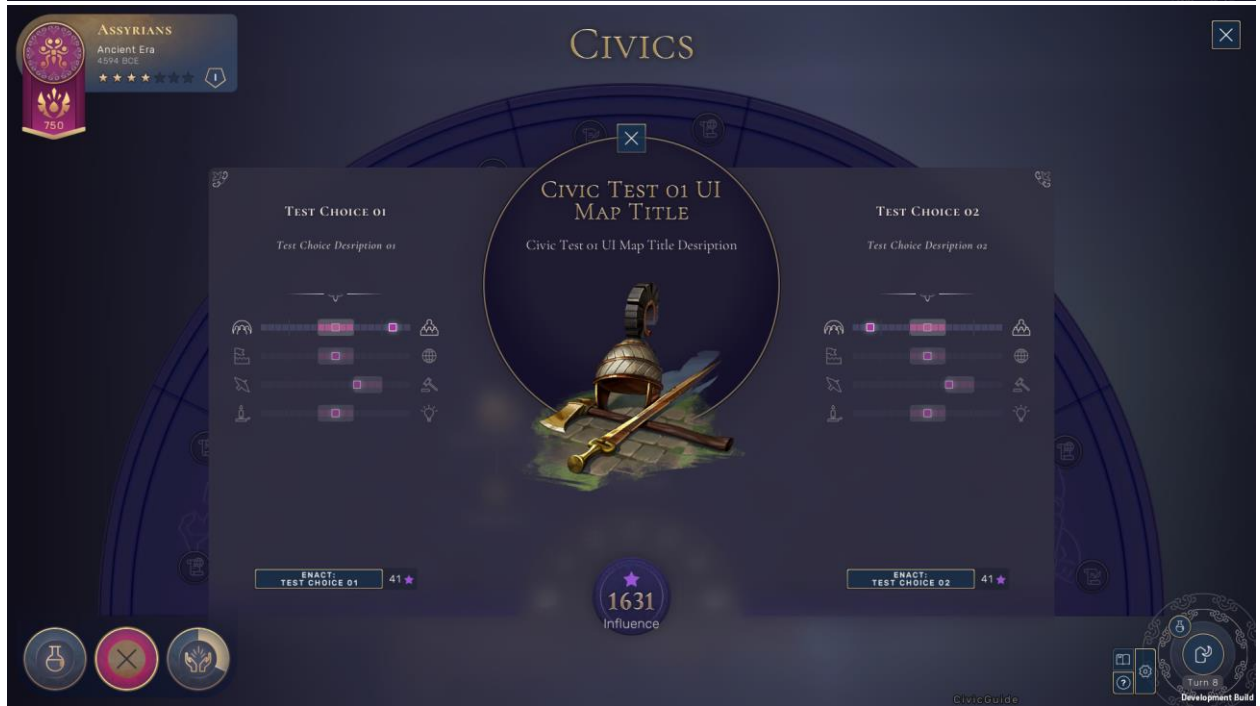 ASSYRIANS
Ancient Era
4594 BCE
I
750
CIVICS
CIVIC TEST 01 UI
MAP TITLE
Civic Test 01 UI Map Title Desription
TEST CHOICE 01
Test Choice Desription 01
ENACT:
TEST CHOICE 01
41
TEST CHOICE 02
Test Choice Desription 02
ENACT:
TEST CHOICE 02
41
1631
Influence
?
Turn 8
Development Build
CivicGuide